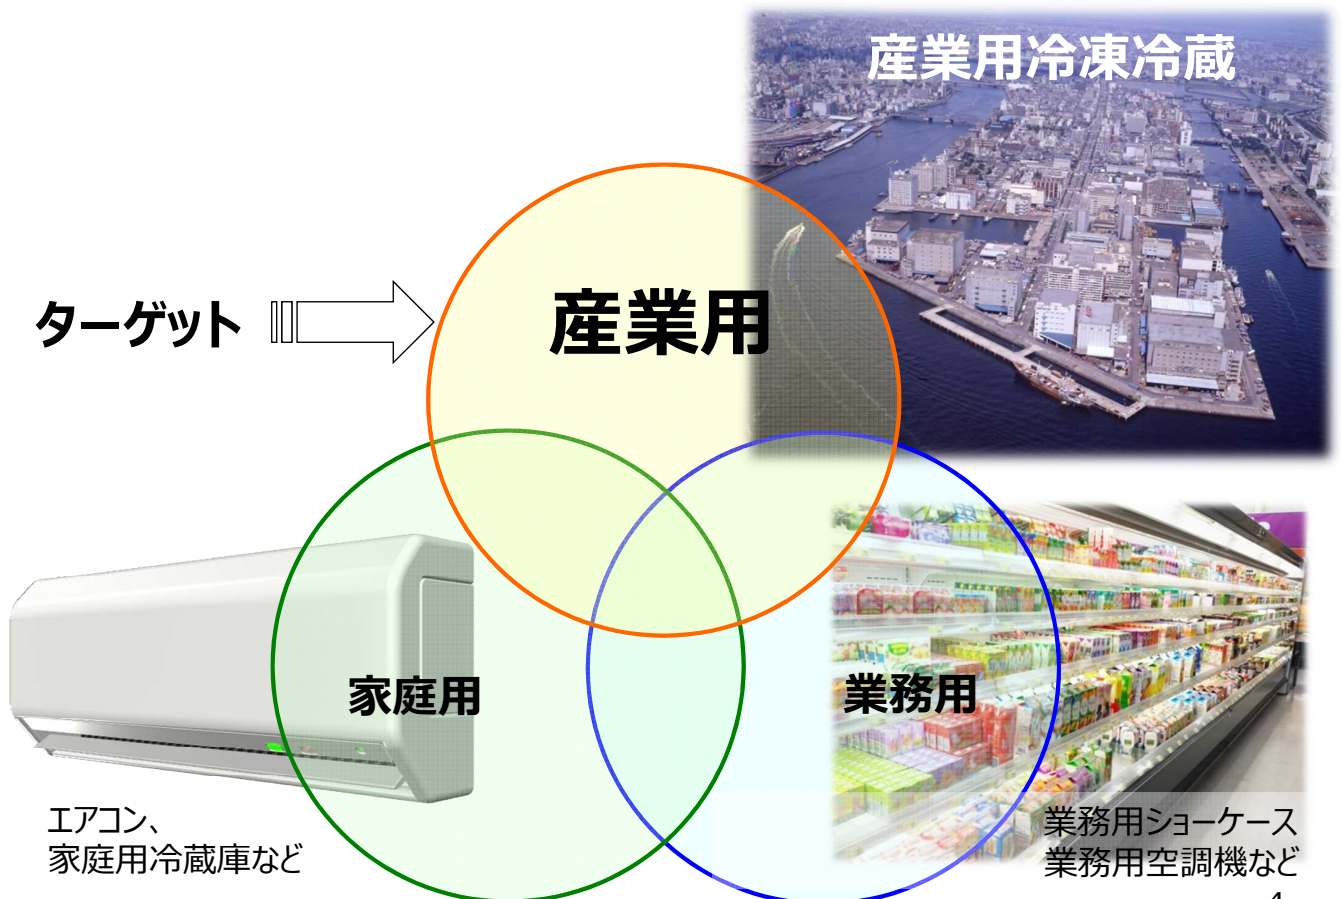 産業用冷凍冷蔵
ターゲット
産業用
家庭用
業務用
エアコン、
家庭用冷蔵庫など
業務用ショーケース
業務用空調機など